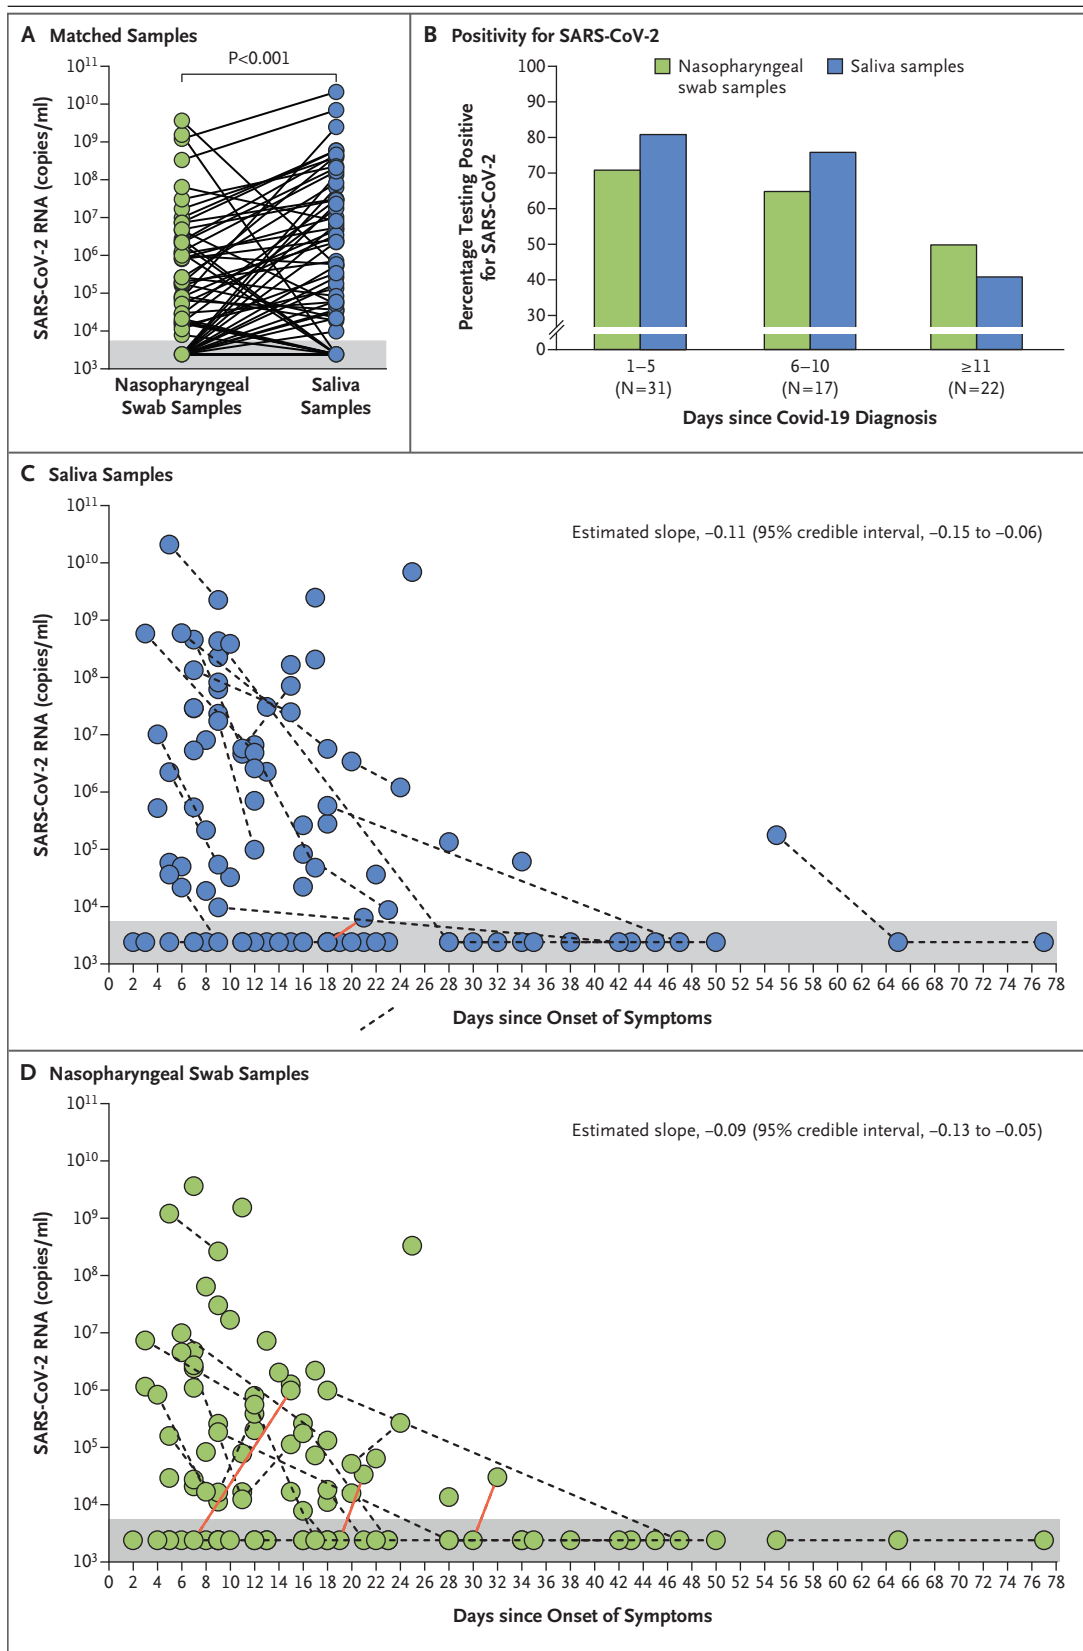 A Matched Samples
P<0.001
SARS-CoV-2 RNA (copies/ml)
10¹¹
10¹⁰
10⁹
10⁸
10⁷
10⁶
10⁵
10⁴
10³
Nasopharyngeal
Swab Samples
Saliva
Samples
B Positivity for SARS-CoV-2
Nasopharyngeal
swab samples
Saliva samples
Percentage Testing Positive
for SARS-CoV-2
100
90
80
70
60
50
40
30
0
1–5
(N=31)
6–10
(N=17)
≥11
(N=22)
Days since Covid-19 Diagnosis
C Saliva Samples
Estimated slope, –0.11 (95% credible interval, –0.15 to –0.06)
SARS-CoV-2 RNA (copies/ml)
10¹¹
10¹⁰
10⁹
10⁸
10⁷
10⁶
10⁵
10⁴
10³
0 2 4 6 8 10 12 14 16 18 20 22 24 26 28 30 32 34 36 38 40 42 44 46 48 50 52 54 56 58 60 62 64 66 68 70 72 74 76 78
Days since Onset of Symptoms
D Nasopharyngeal Swab Samples
Estimated slope, –0.09 (95% credible interval, –0.13 to –0.05)
SARS-CoV-2 RNA (copies/ml)
10¹¹
10¹⁰
10⁹
10⁸
10⁷
10⁶
10⁵
10⁴
10³
0 2 4 6 8 10 12 14 16 18 20 22 24 26 28 30 32 34 36 38 40 42 44 46 48 50 52 54 56 58 60 62 64 66 68 70 72 74 76 78
Days since Onset of Symptoms